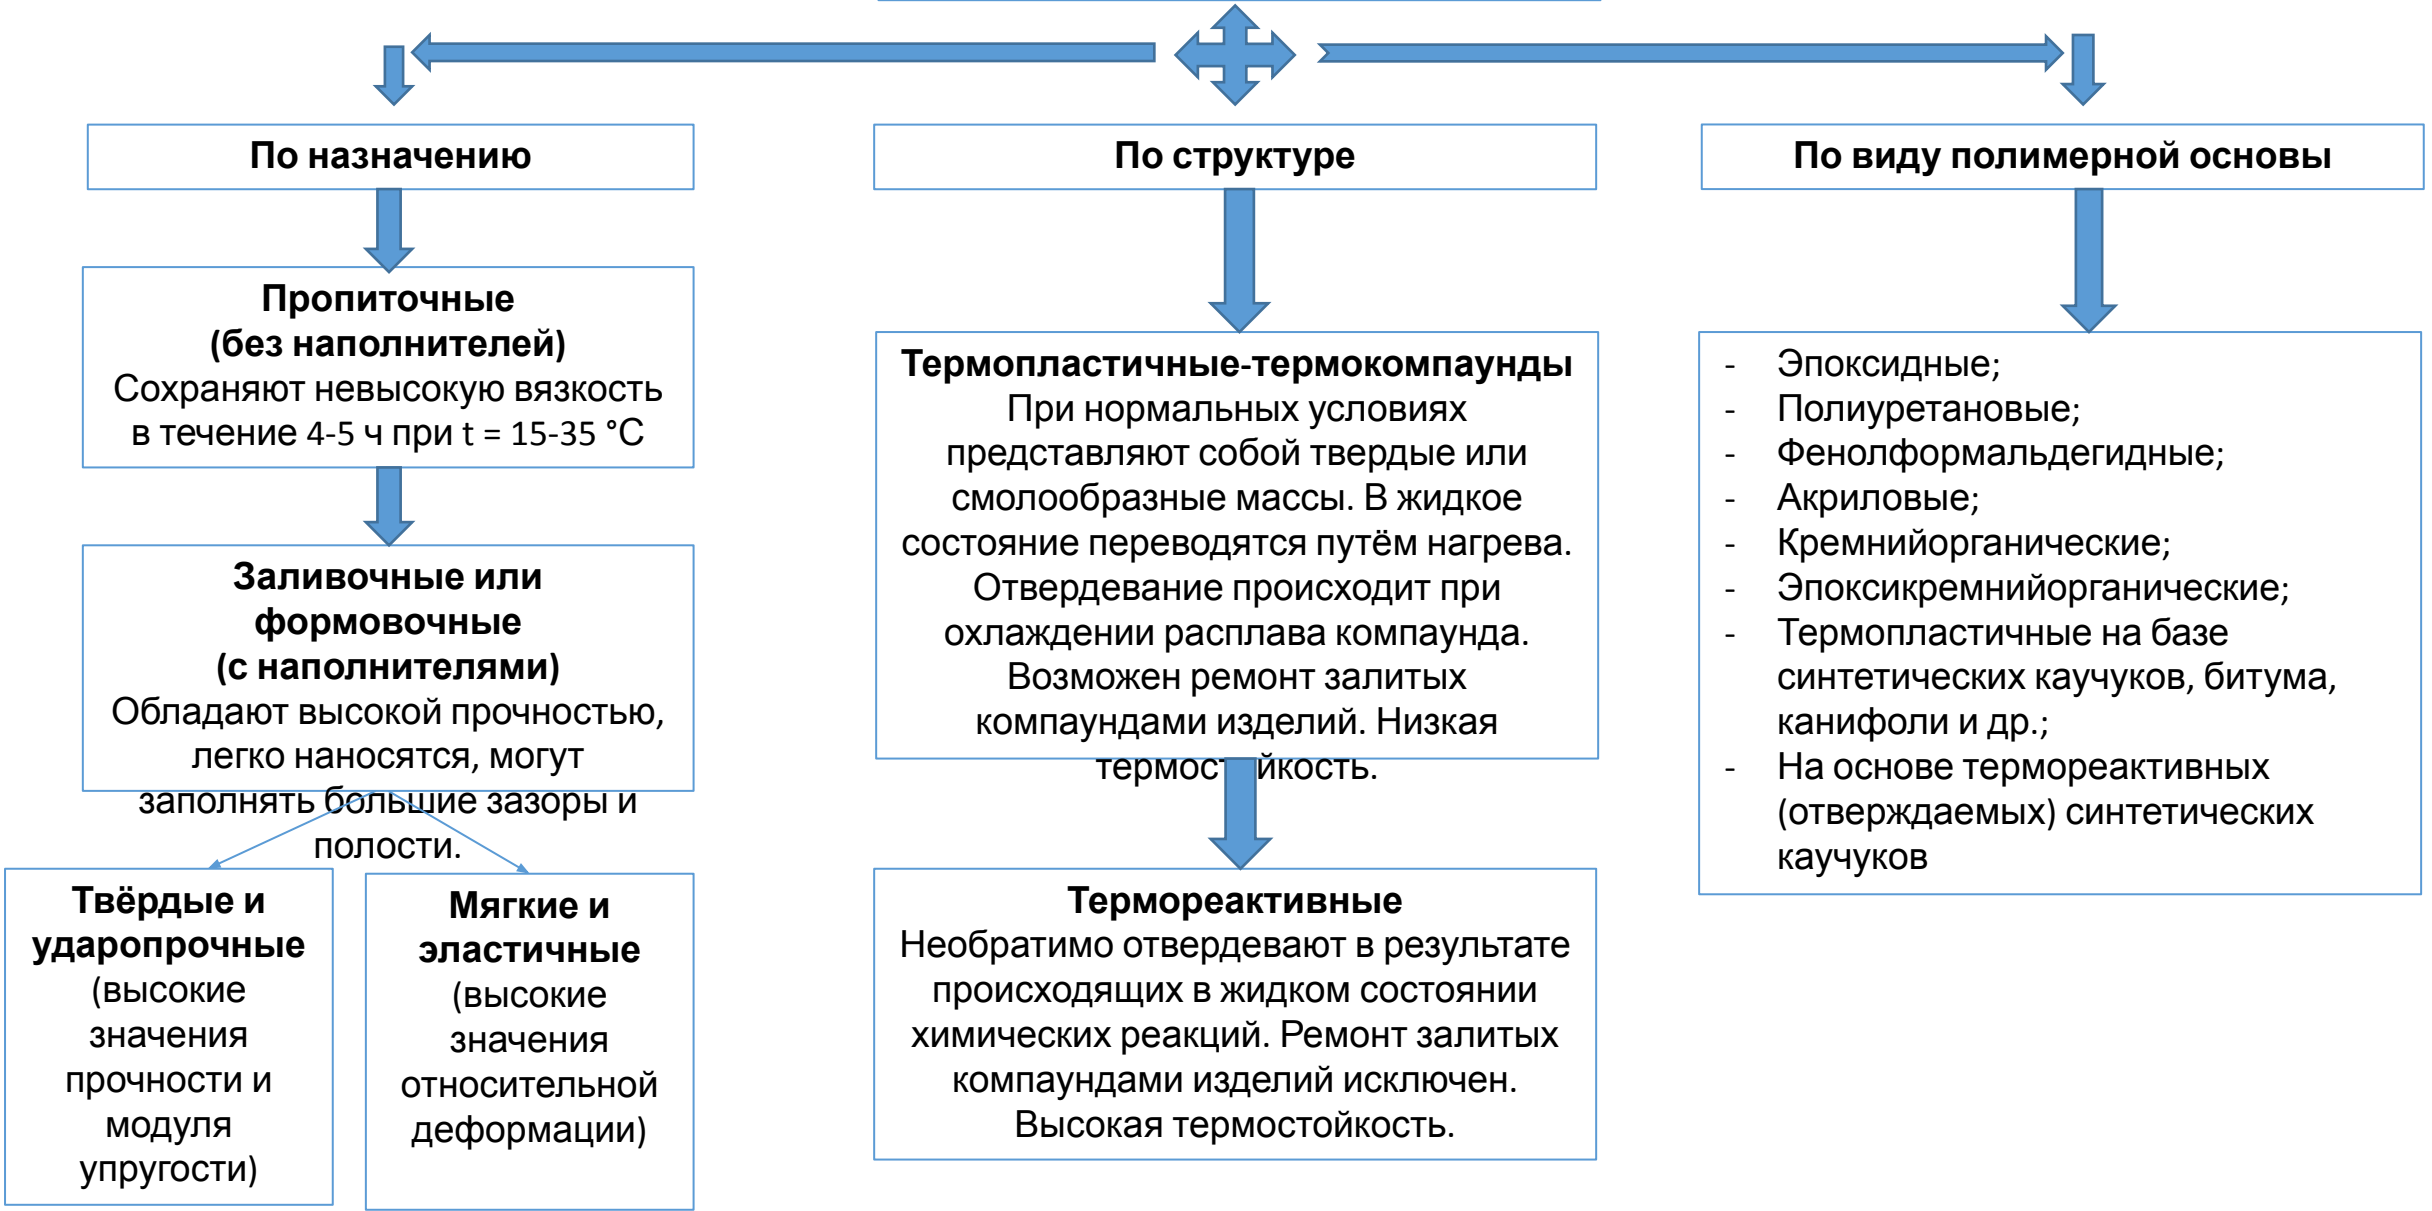 По назначению
Пропиточные
(без наполнителей)
Сохраняют невысокую вязкость
в течение 4-5 ч при t = 15-35 °С
Заливочные или
формовочные
(с наполнителями)
Обладают высокой прочностью,
легко наносятся, могут
заполнять большие зазоры и
полости.
Твёрдые и
ударопрочные
(высокие
значения
прочности и
модуля
упругости)
Мягкие и
эластичные
(высокие
значения
относительной
деформации)
По структуре
Термопластичные-термокомпаунды
При нормальных условиях
представляют собой твердые или
смолообразные массы. В жидкое
состояние переводятся путём нагрева.
Отвердевание происходит при
охлаждении расплава компаунда.
Возможен ремонт залитых
компаундами изделий. Низкая
термостойкость.
Термореактивные
Необратимо отвердевают в результате
происходящих в жидком состоянии
химических реакций. Ремонт залитых
компаундами изделий исключен.
Высокая термостойкость.
По виду полимерной основы
- Эпоксидные;
- Полиуретановые;
- Фенолформальдегидные;
- Акриловые;
- Кремнийорганические;
- Эпоксикремнийорганические;
- Термопластичные на базе
синтетических каучуков, битума,
канифоли и др.;
- На основе термореактивных
(отверждаемых) синтетических
каучуков